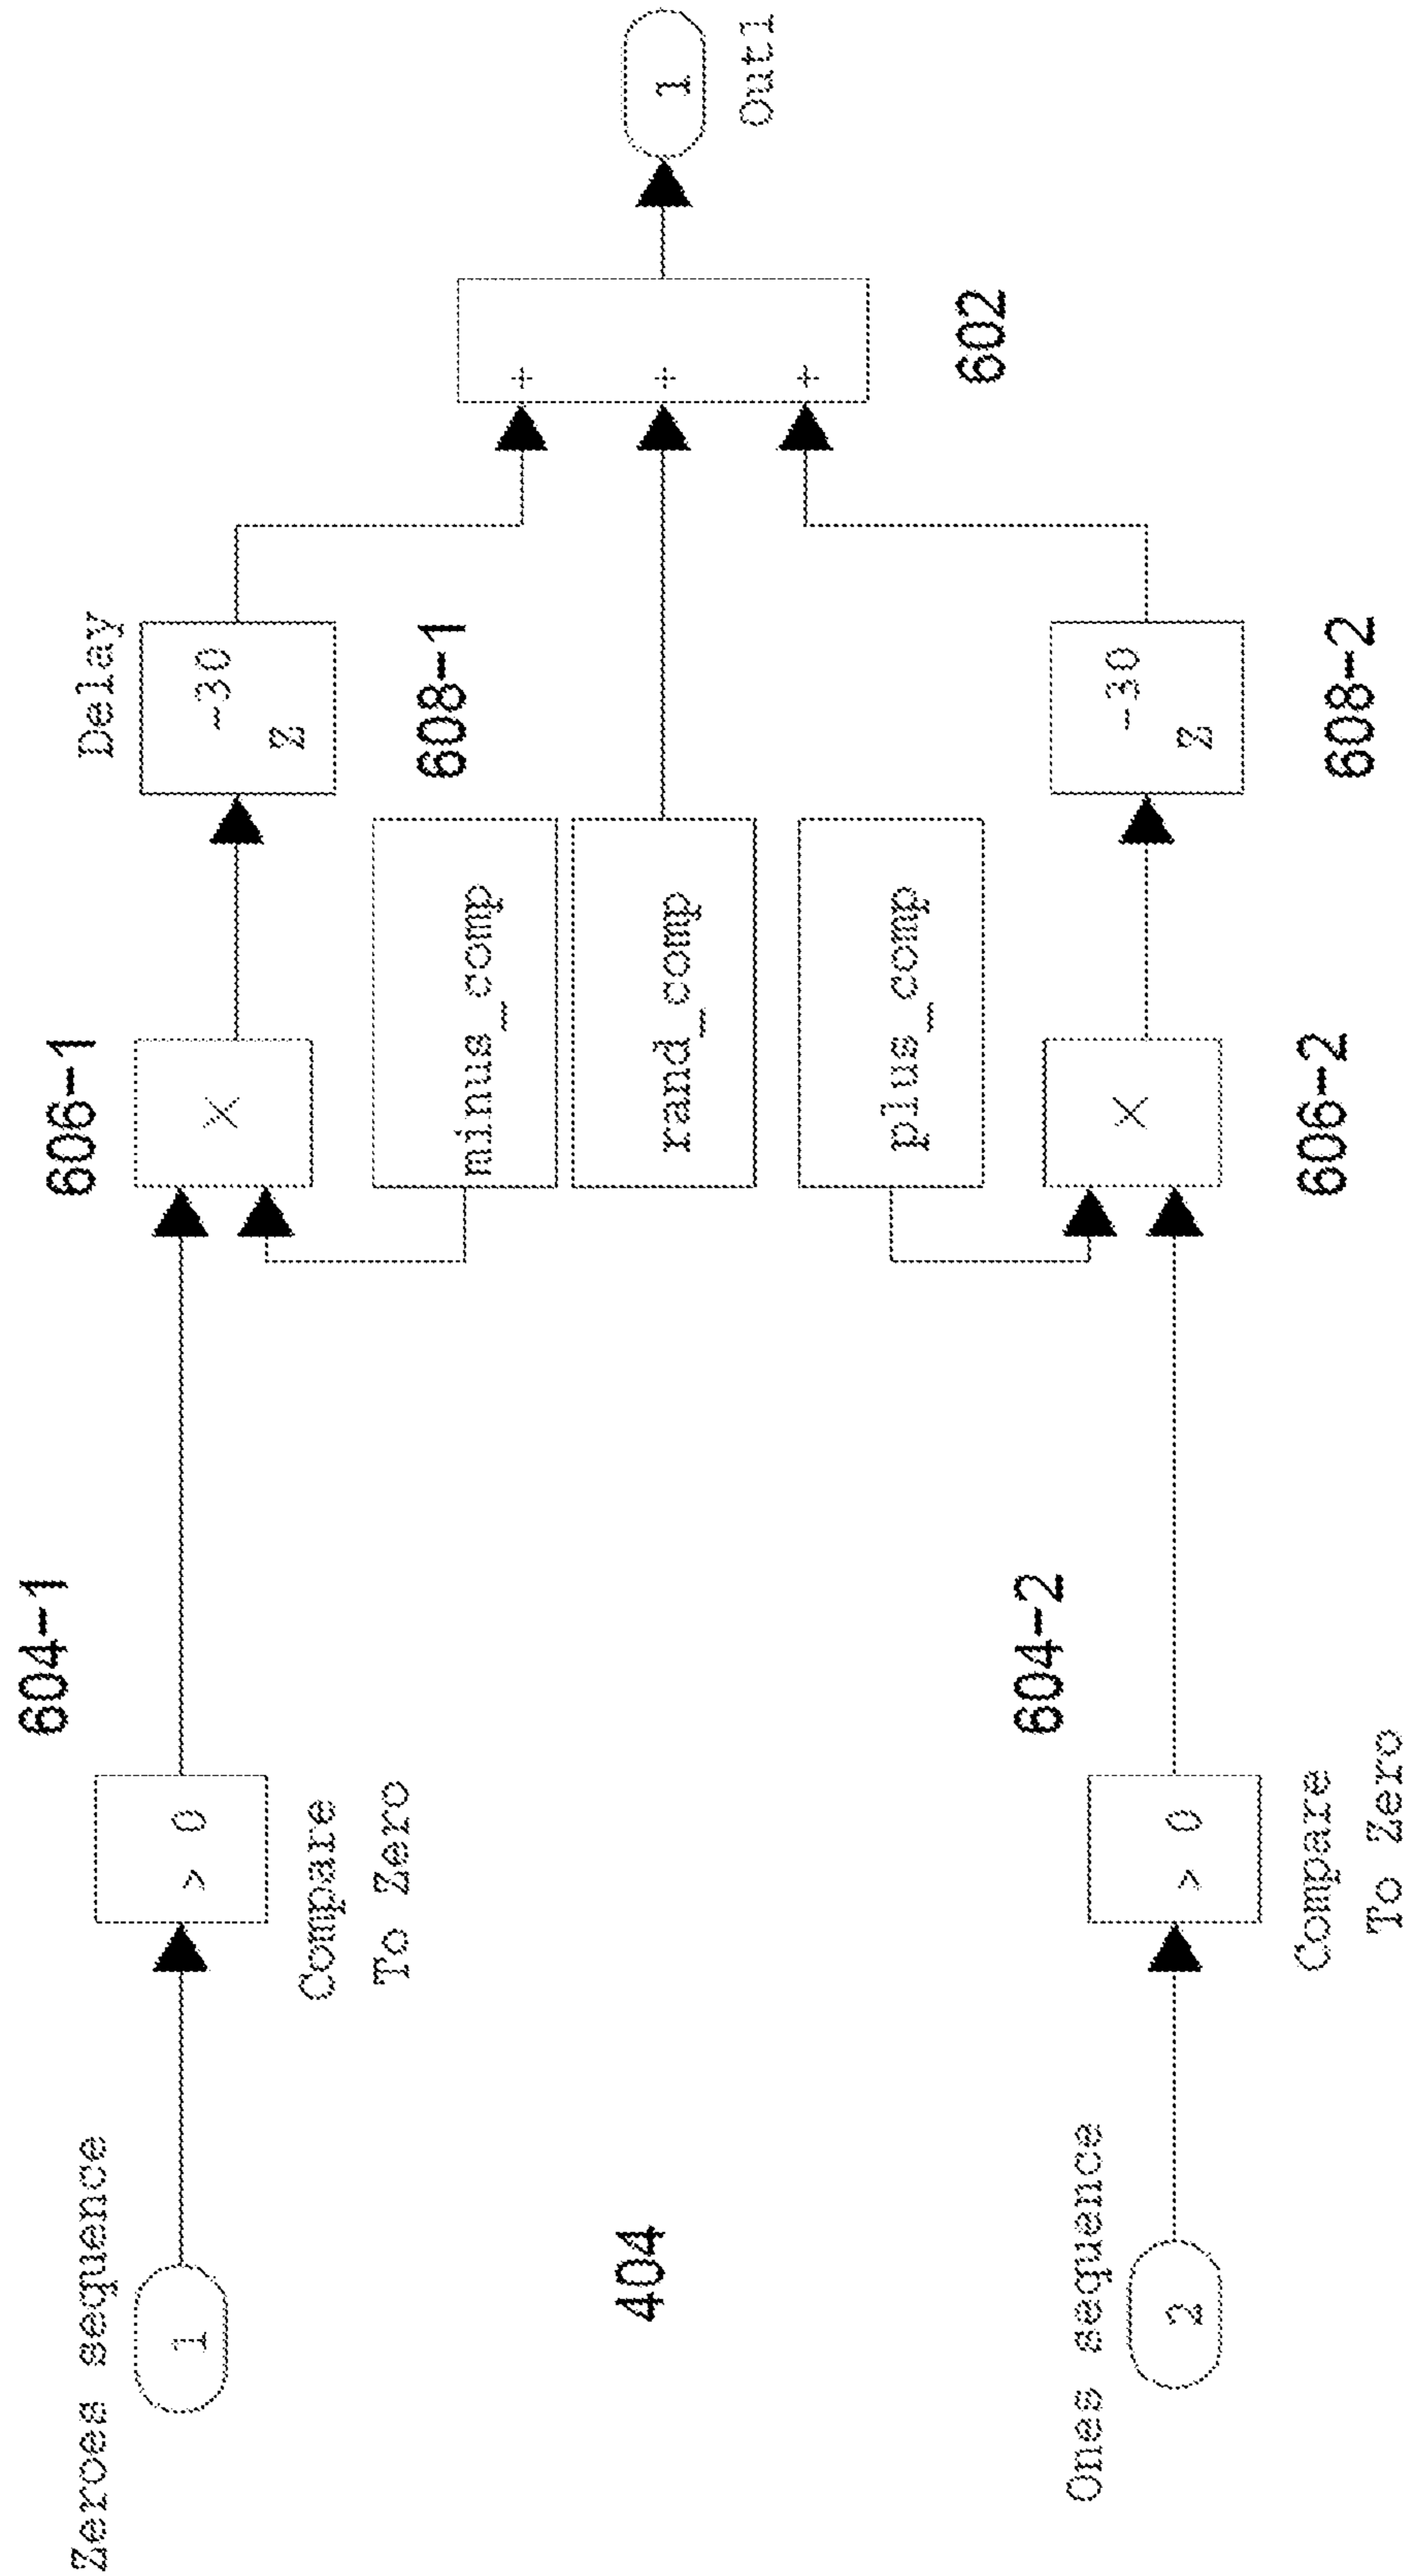 Zeroes sequence
1
> 0
Compare
To Zero
604-1
606-1
X
minus_comp
Delay
-30
Z
608-1
rand_comp
404
+
+
+
602
1
Out1
plus_comp
Ones sequence
2
> 0
Compare
To Zero
604-2
X
606-2
-30
Z
608-2